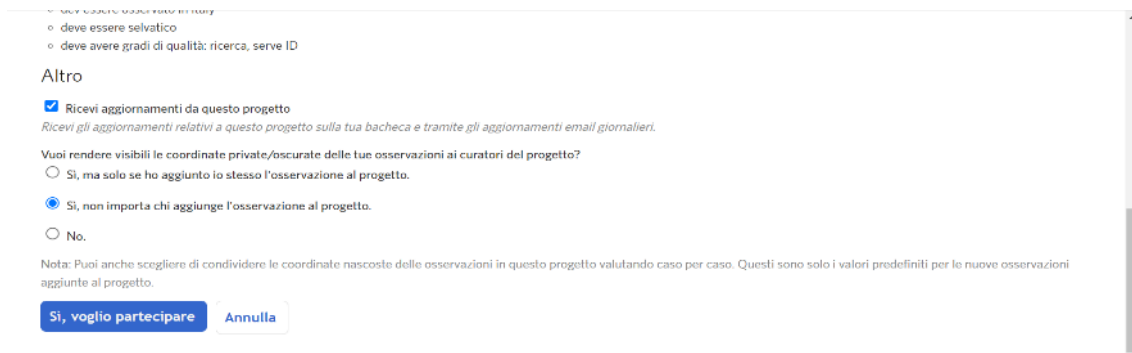 deve essere selvatico
deve avere gradi di qualità: ricerca, serve ID
Altro
Ricevi aggiornamenti da questo progetto
Ricevi gli aggiornamenti relativi a questo progetto sulla tua bacheca e tramite gli aggiornamenti email giornalieri.
Vuoi rendere visibili le coordinate private/oscurate delle tue osservazioni ai curatori del progetto?
Sì, ma solo se ho aggiunto io stesso l'osservazione al progetto.
Sì, non importa chi aggiunge l'osservazione al progetto.
No.
Nota: Puoi anche scegliere di condividere le coordinate nascoste delle osservazioni in questo progetto valutando caso per caso. Questi sono solo i valori predefiniti per le nuove osservazioni
aggiunte al progetto.
Sì, voglio partecipare Annulla